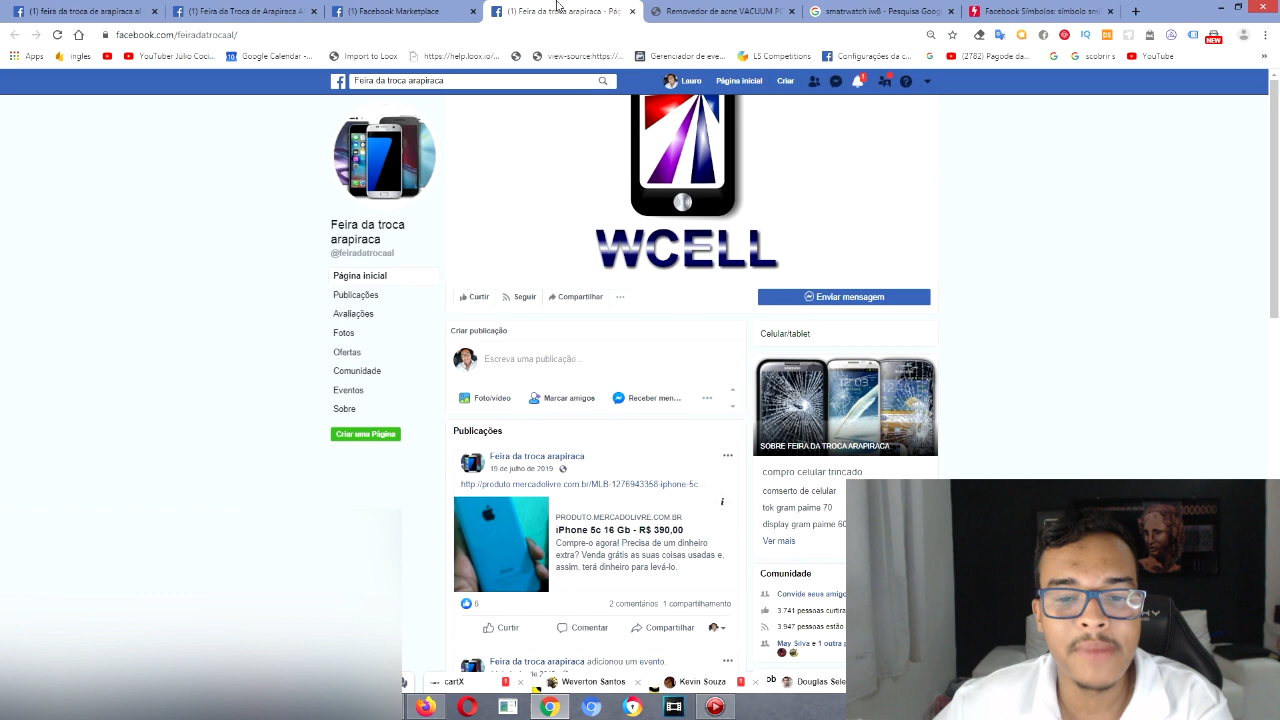 (1) Feira Da Troca Arapiraca
(1) Feira Da Troca De Arapiraca A
(1) Facebook Marketplace
(1) Feira da troca arapiraca - Pág
Removedor de acne VACUUM PO
smartwatch iw8 - Pesquisa Goog
Facebook Símbolos: símbolo sm
facebook.com/feiradatrocaal/
NEW
Apps
ingles
YouTuber Júlio Coci...
Google Calendar -...
Import to Loox
https://help.loox.io/...
view-source:https://...
Gerenciador de eve...
LS Competitions
Configurações da c...
(2782) Pagode da...
scobrir s
YouTube
Feira da troca arapiraca
Lauro
Página inicial
Criar
1
WCELL
Feira da troca
arapiraca
@feiradatrocaal
Página inicial
Publicações
Avaliações
Fotos
Ofertas
Comunidade
Eventos
Sobre
Criar uma Página
Curtir
Seguir
Compartilhar
Enviar mensagem
Criar publicação
Escreva uma publicação...
Foto/vídeo
Marcar amigos
Receber men...
Publicações
Feira da troca arapiraca
19 de julho de 2019
http://produto.mercadolivre.com.br/MLB-1276943358-iphone-5c
PRODUTO.MERCADOLIVRE.COM.BR
iPhone 5c 16 Gb - R$ 390,00
Compre-o agora! Precisa de um dinheiro
extra? Venda grátis as suas coisas usadas e,
assim, terá dinheiro para levá-lo.
6
2 comentários 1 compartilhamento
Curtir
Comentar
Compartilhar
Feira da troca arapiraca adicionou um evento.
Celular/tablet
SOBRE FEIRA DA TROCA ARAPIRACA
compro celular trincado
comserto de celular
tok gram paime 70
display gram paime 60
Ver mais
Comunidade
Convide seus amigo
3.741 pessoas curtira
3.947 pessoas estão
May Silva e 1 outra p
cartX
1
Weverton Santos
Kevin Souza
1
Douglas Seie